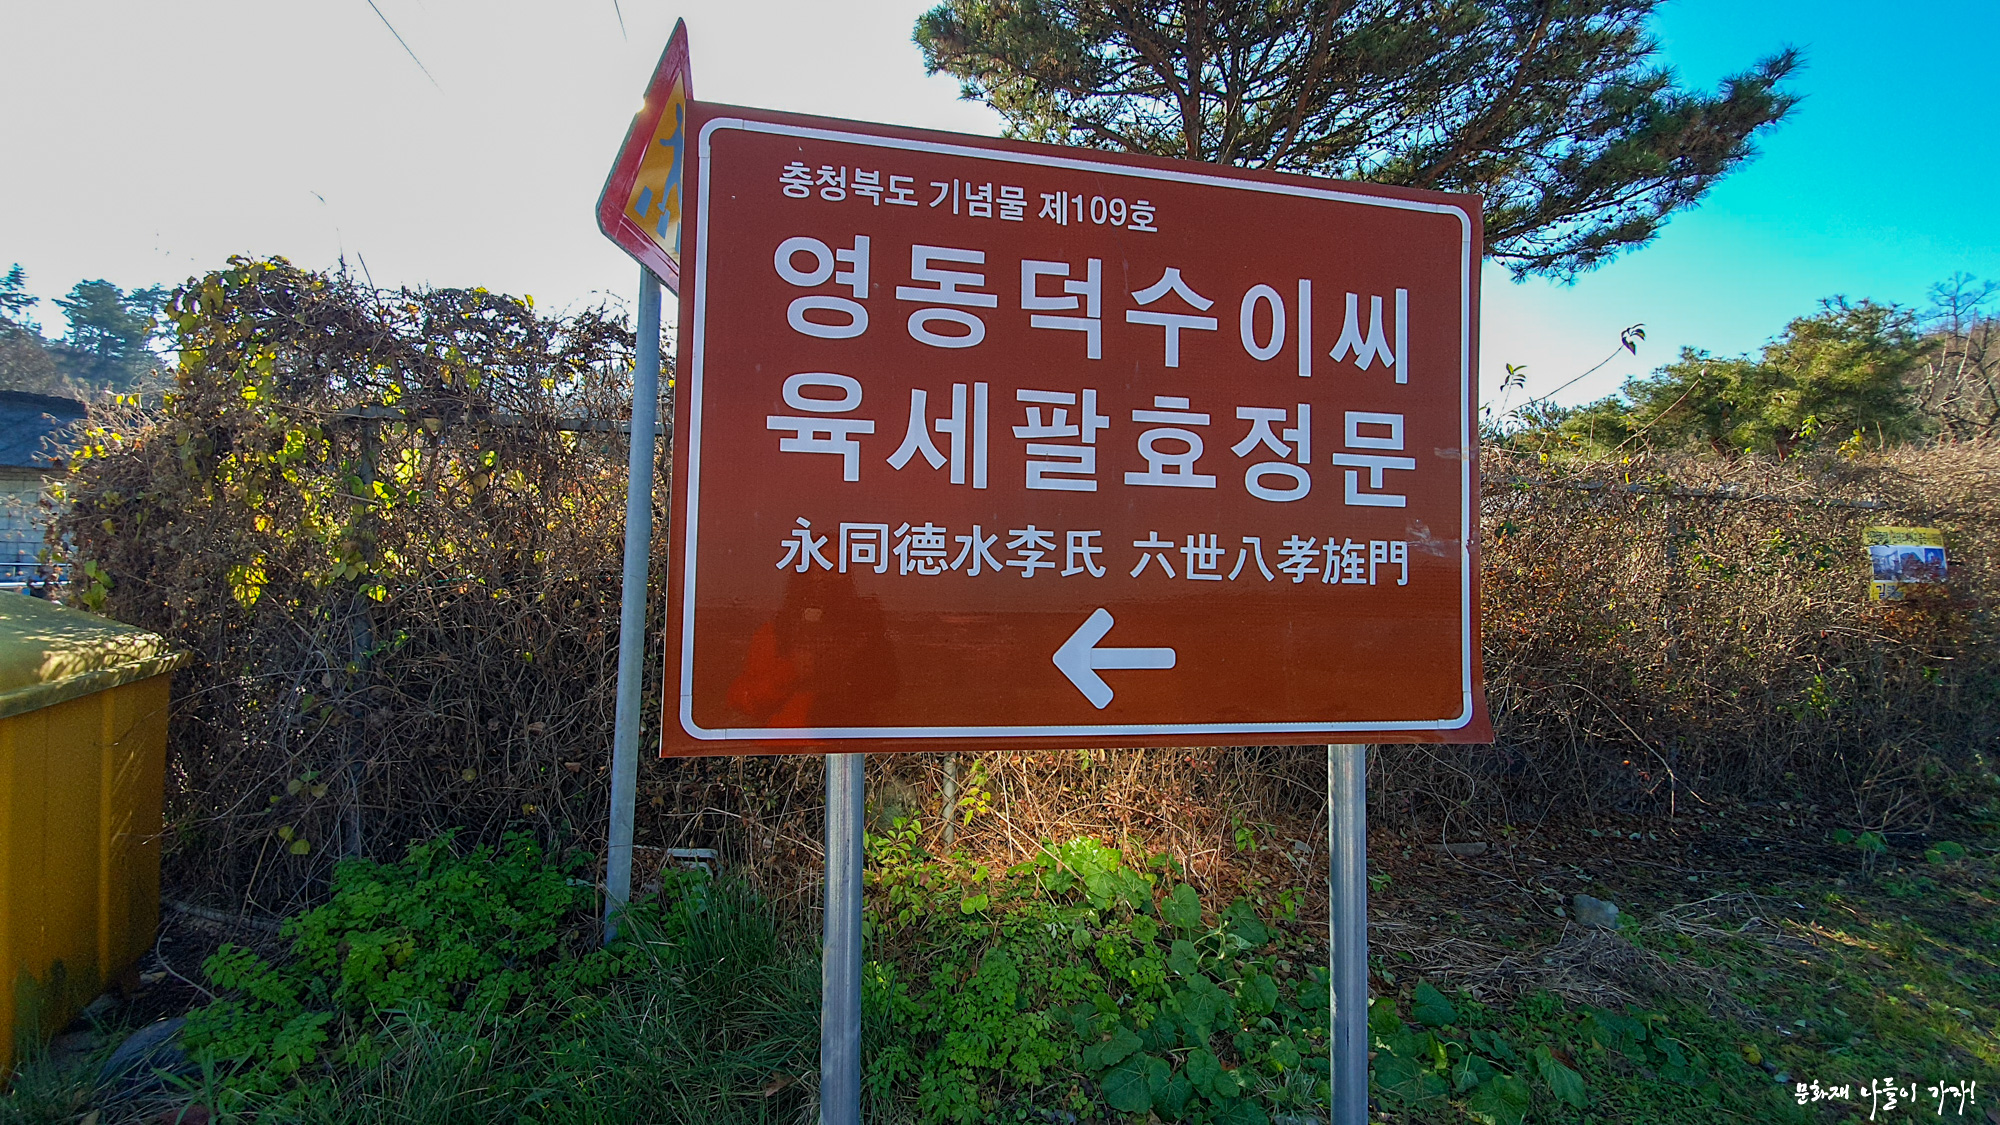 충청북도 기념물 제109호
영동덕수이씨
육세팔효정문
永同德水李氏 六世八孝旌門
문화재 나들이 가자!